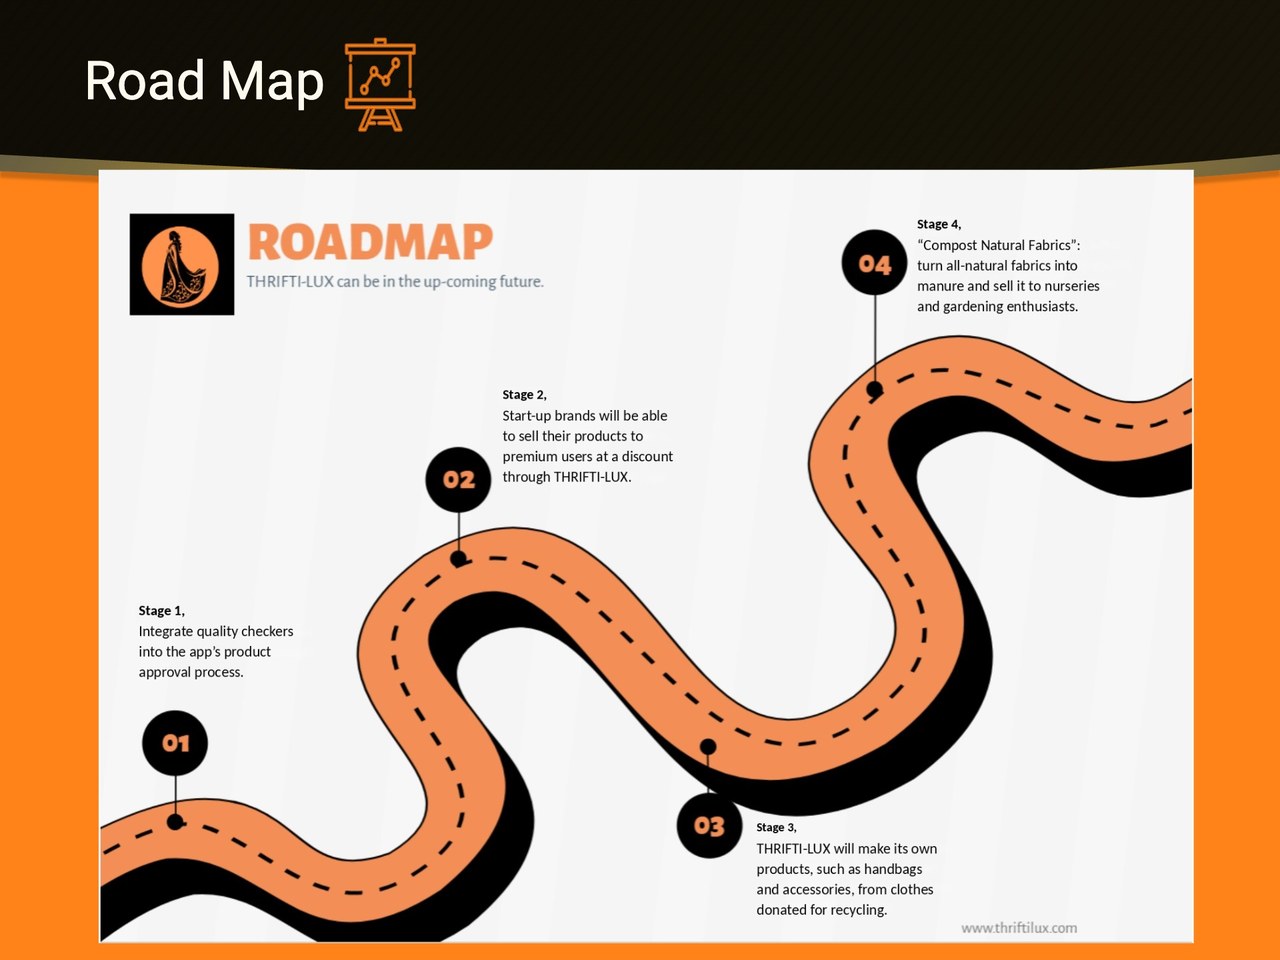 Road Map
ROADMAP
THRIFTI-LUX can be in the up-coming future.
Stage 1,
Integrate quality checkers
into the app’s product
approval process.
01
Stage 2,
Start-up brands will be able
to sell their products to
premium users at a discount
through THRIFTI-LUX.
02
03
Stage 3,
THRIFTI-LUX will make its own
products, such as handbags
and accessories, from clothes
donated for recycling.
04
Stage 4,
“Compost Natural Fabrics”:
turn all-natural fabrics into
manure and sell it to nurseries
and gardening enthusiasts.
www.thriftilux.com